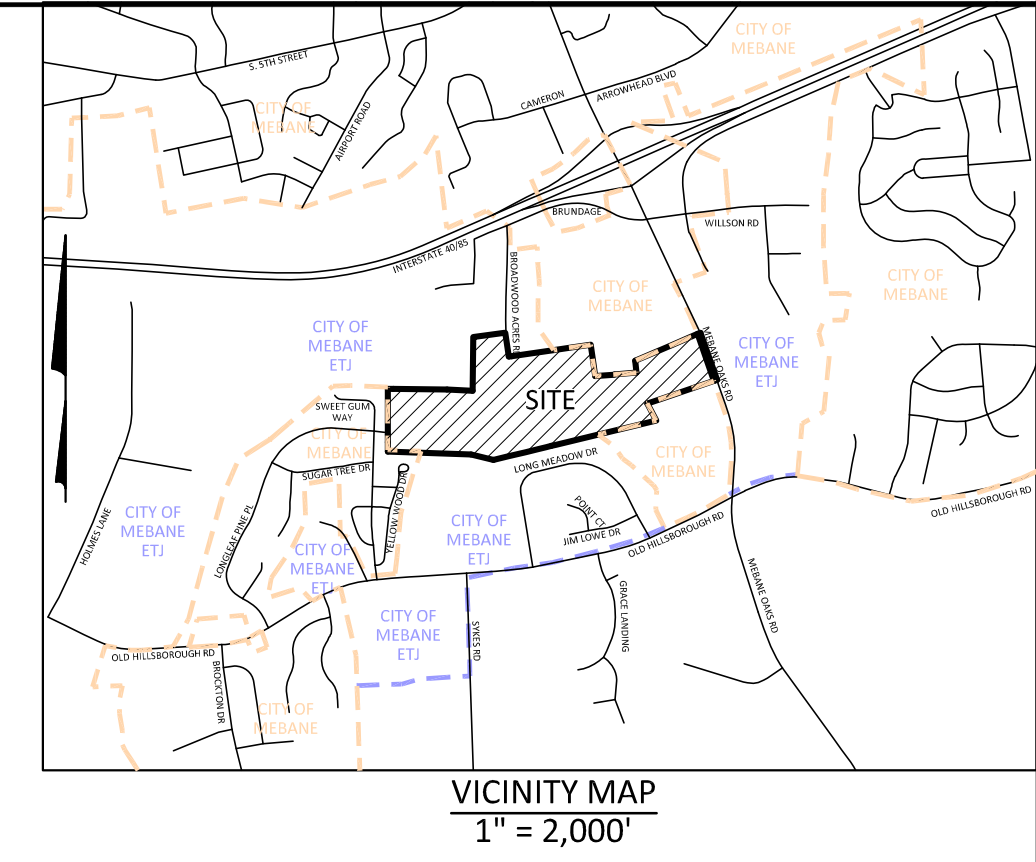 CITY OF
MEBANE
S. 5TH STREET
CAMERON
ARROWHEAD BLVD
CITY OF
MEBANE
AIRPORT ROAD
BRUNDAGE
WILLSON RD
INTERSTATE 40/85
BROADWOOD ACRES RD
CITY OF
MEBANE
CITY OF
MEBANE
CITY OF
MEBANE
ETJ
MEBANE OAKS RD
CITY OF
MEBANE
ETJ
SITE
SWEET GUM
WAY
CITY OF
MEBANE
SUGAR TREE DR
LONG MEADOW DR
CITY OF
MEBANE
YELLOW WOOD DR
HOLMES LANE
CITY OF
MEBANE
ETJ
LONGLEAF PINE PL
CITY OF
MEBANE
ETJ
CITY OF
MEBANE
ETJ
POINT CT
JIM LOWE DR
OLD HILLSBOROUGH RD
OLD HILLSBOROUGH RD
MEBANE OAKS RD
GRACE LANDING
CITY OF
MEBANE
ETJ
SYKES RD
OLD HILLSBOROUGH RD
BROCKTON DR
CITY OF
MEBANE
VICINITY MAP
1" = 2,000'